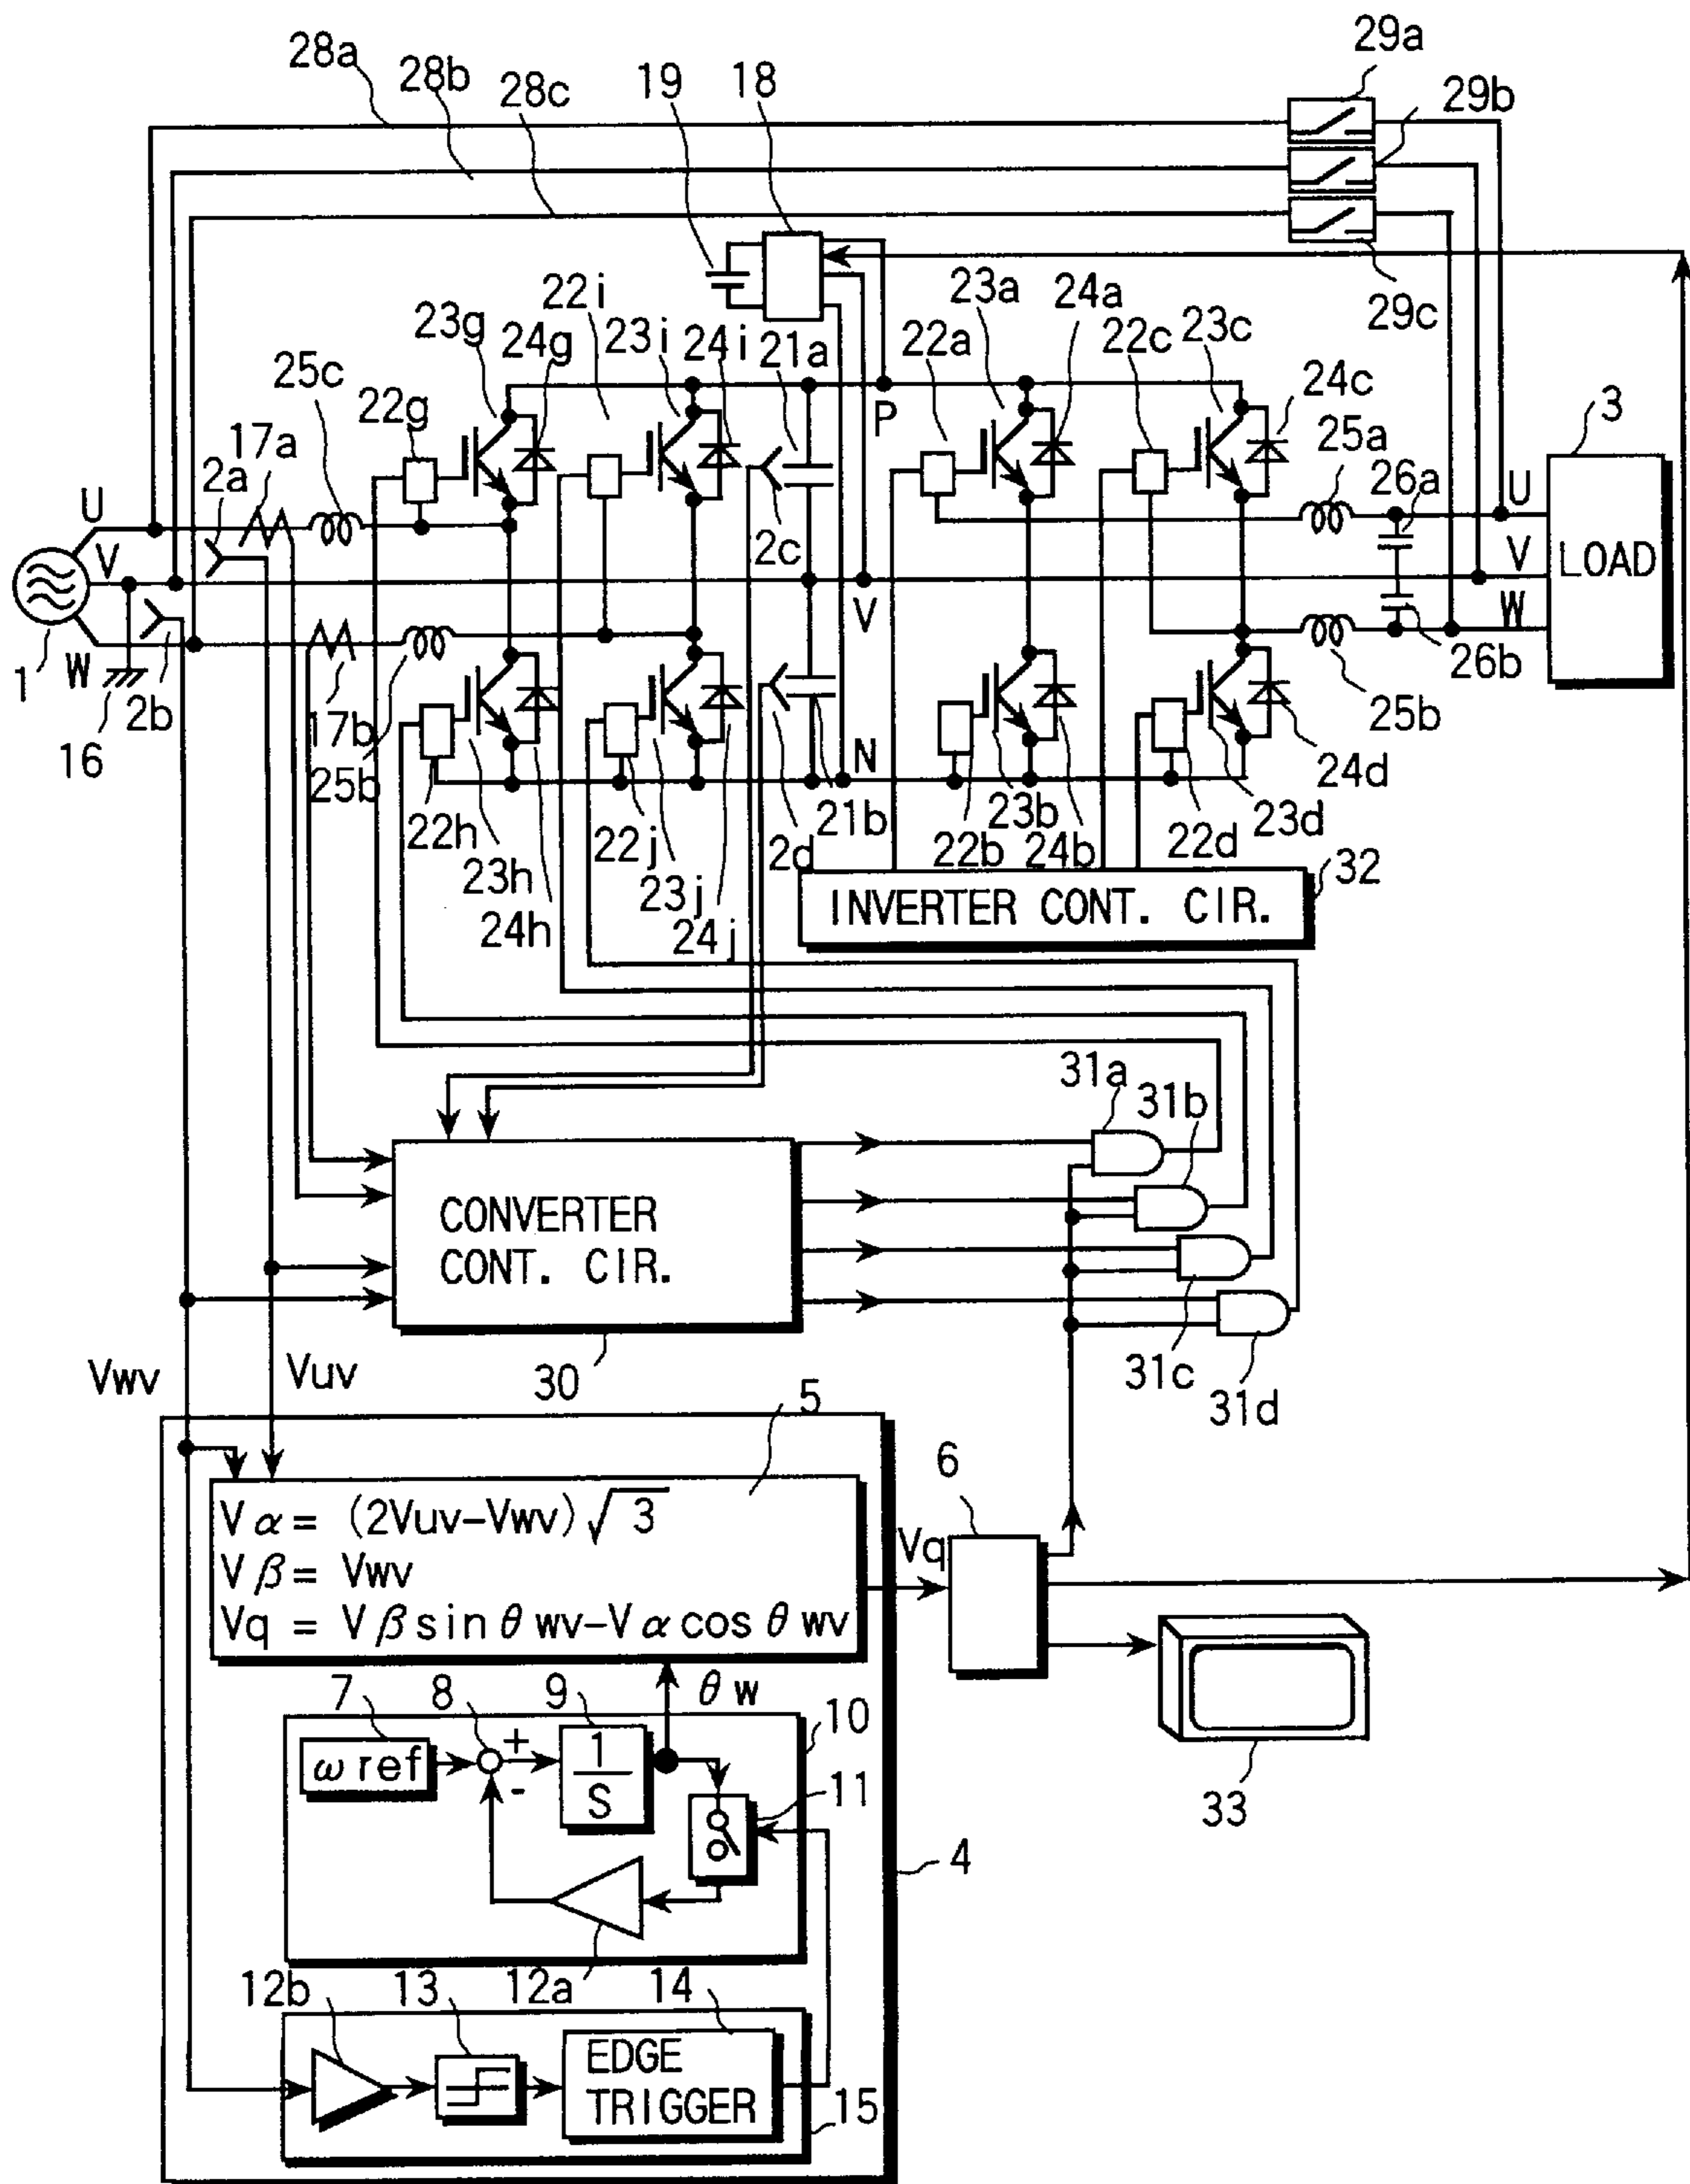 28a
28b
28c
19
18
29a
29b
29c
23g
24g
22i
23i
24i
21a
22a
23a
24a
22c
23c
24c
25c
22g
17a
2a
P
25a
26a
3
U
U
V
2c
V
LOAD
V
W
1
W
16
2b
17b
25b
N
26b
25b
22h
23h
24h
22j
23j
24j
2d
21b
22b
23b
24b
22d
23d
24d
32
INVERTER CONT. CIR.
31a
31b
CONVERTER
CONT. CIR.
31c
31d
Vwv
Vuv
30
5
6
Vα = (2Vuv-Vwv)√3
Vβ = Vwv
Vq = Vβsinθwv-Vαcosθwv
Vq
7
8
9
θw
10
ω ref
+
-
1
S
11
33
4
12b
13
12a
14
EDGE
TRIGGER
15